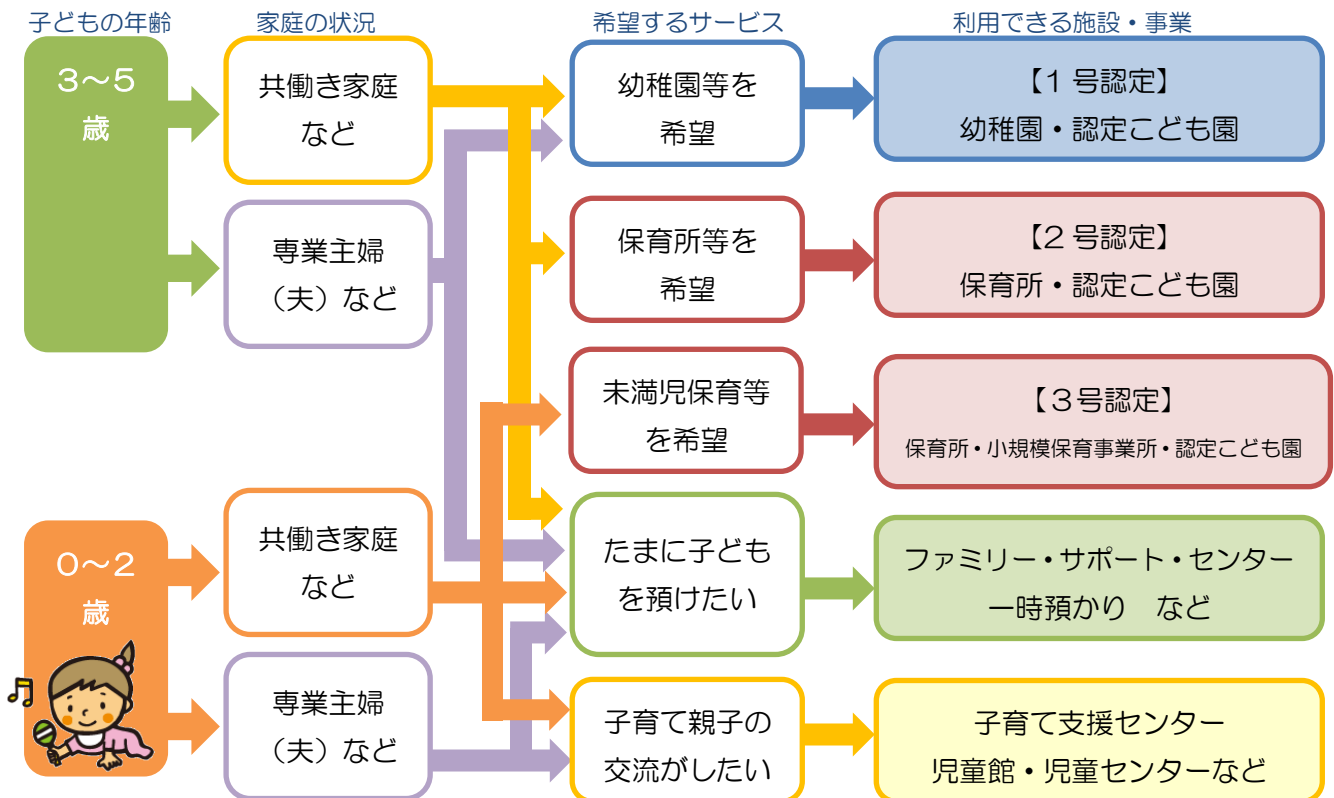 子どもの年齢
家庭の状況
希望するサービス
利用できる施設・事業
3～5
歳
共働き家庭
など
専業主婦
（夫）など
幼稚園等を
希望
【1 号認定】
幼稚園・認定こども園
保育所等を
希望
【2 号認定】
保育所・認定こども園
未満児保育等
を希望
【3号認定】
保育所・小規模保育事業所・認定こども園
0～2
歳
共働き家庭
など
専業主婦
（夫）など
たまに子ども
を預けたい
ファミリー・サポート・センター
一時預かり　など
子育て親子の
交流がしたい
子育て支援センター
児童館・児童センターなど